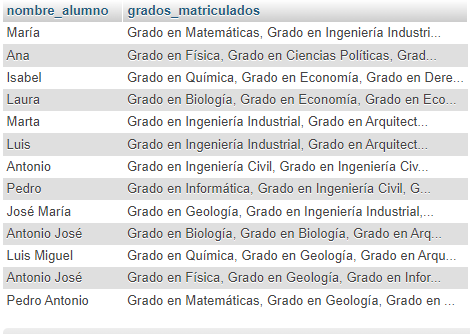 nombre_alumno grados_matriculados
María Grado en Matemáticas, Grado en Ingeniería Industri...
Ana Grado en Física, Grado en Ciencias Políticas, Grad...
Isabel Grado en Química, Grado en Economía, Grado en Dere...
Laura Grado en Biología, Grado en Economía, Grado en Eco...
Marta Grado en Ingeniería Industrial, Grado en Arquitect...
Luis Grado en Ingeniería Industrial, Grado en Arquitect...
Antonio Grado en Ingeniería Civil, Grado en Ingeniería Civ...
Pedro Grado en Informática, Grado en Ingeniería Civil, G...
José María Grado en Geología, Grado en Ingeniería Industrial,...
Antonio José Grado en Biología, Grado en Biología, Grado en Arq...
Luis Miguel Grado en Química, Grado en Geología, Grado en Arqu...
Antonio José Grado en Física, Grado en Geología, Grado en Infor...
Pedro Antonio Grado en Matemáticas, Grado en Geología, Grado en ...